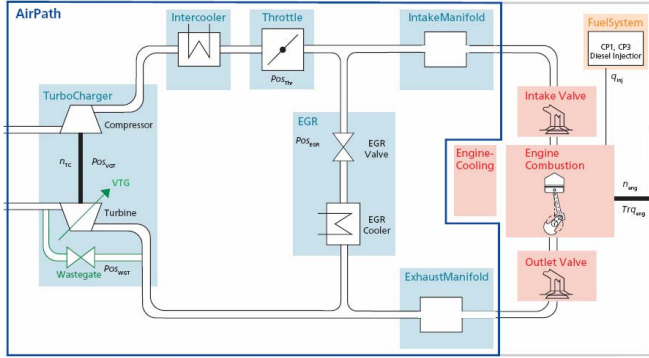 AirPath
Intercooler
Throttle
Pos_Thr
IntakeManifold
FuelSystem
CP1, CP3
Diesel Injection
q_inj
TurboCharger
Compressor
n_TC
Pos_VGT
VTG
Turbine
Wastegate
Pos_WGT
EGR
Pos_EGR
EGR
Valve
EGR
Cooler
ExhaustManifold
Intake Valve
Engine-
Cooling
Engine
Combustion
n_eng
Trq_eng
Outlet Valve